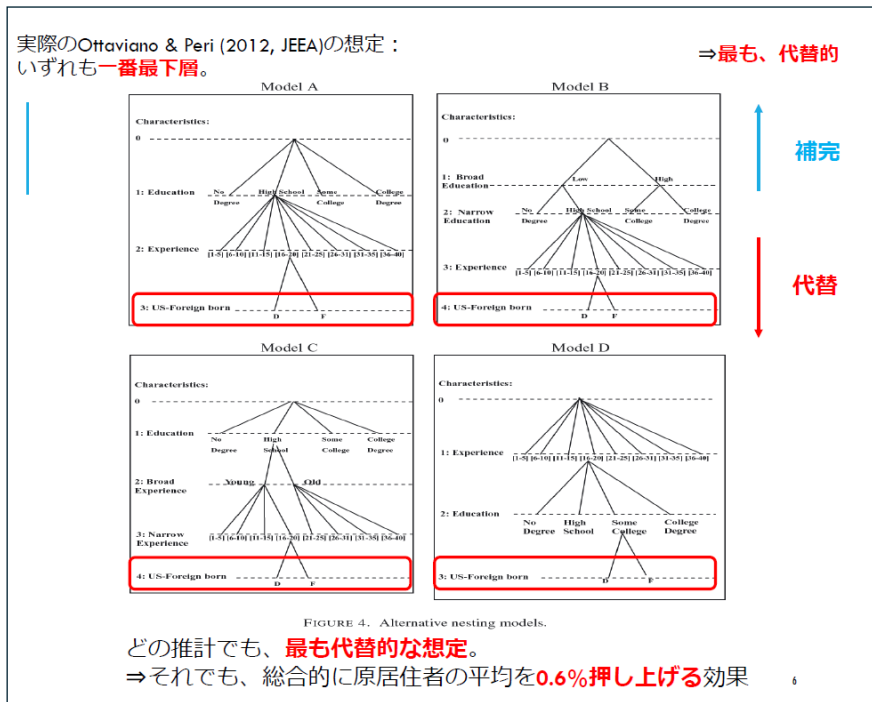 実際のOttaviano & Peri (2012, JEEA)の想定：
いずれも一番最下層。
⇒最も、代替的
Model A
Characteristics:
0
1: Education
No Degree
High School
Some College
College Degree
2: Experience
[1-5] [6-10] [11-15] [16-20] [21-25] [26-31] [31-35] [36-40]
3: US-Foreign born
D F
Model B
Characteristics:
0
1: Broad Education
Low High
2: Narrow Education
No Degree
High School
Some College
College Degree
3: Experience
[1-5] [6-10] [11-15] [16-20] [21-25] [26-31] [31-35] [36-40]
4: US-Foreign born
D F
補完
代替
Model C
Characteristics:
0
1: Education
No Degree
High School
Some College
College Degree
2: Broad Experience
Young Old
3: Narrow Experience
[1-5] [6-10] [11-15] [16-20] [21-25] [26-31] [31-35] [36-40]
4: US-Foreign born
D F
Model D
Characteristics:
0
1: Experience
[1-5] [6-10] [11-15] [16-20] [21-25] [26-31] [31-35] [36-40]
2: Education
No Degree
High School
Some College
College Degree
3: US-Foreign born
D F
FIGURE 4. Alternative nesting models.
どの推計でも、最も代替的な想定。
⇒それでも、総合的に原居住者の平均を0.6%押し上げる効果
6